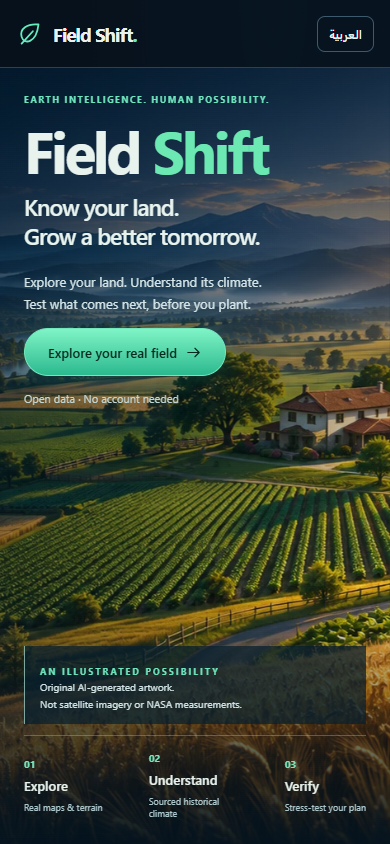 Field Shift.
العربية
EARTH INTELLIGENCE. HUMAN POSSIBILITY.
Field Shift
Know your land.
Grow a better tomorrow.
Explore your land. Understand its climate.
Test what comes next, before you plant.
Explore your real field →
Open data · No account needed
AN ILLUSTRATED POSSIBILITY
Original AI-generated artwork.
Not satellite imagery or NASA measurements.
01
Explore
Real maps & terrain
02
Understand
Sourced historical
climate
03
Verify
Stress-test your plan